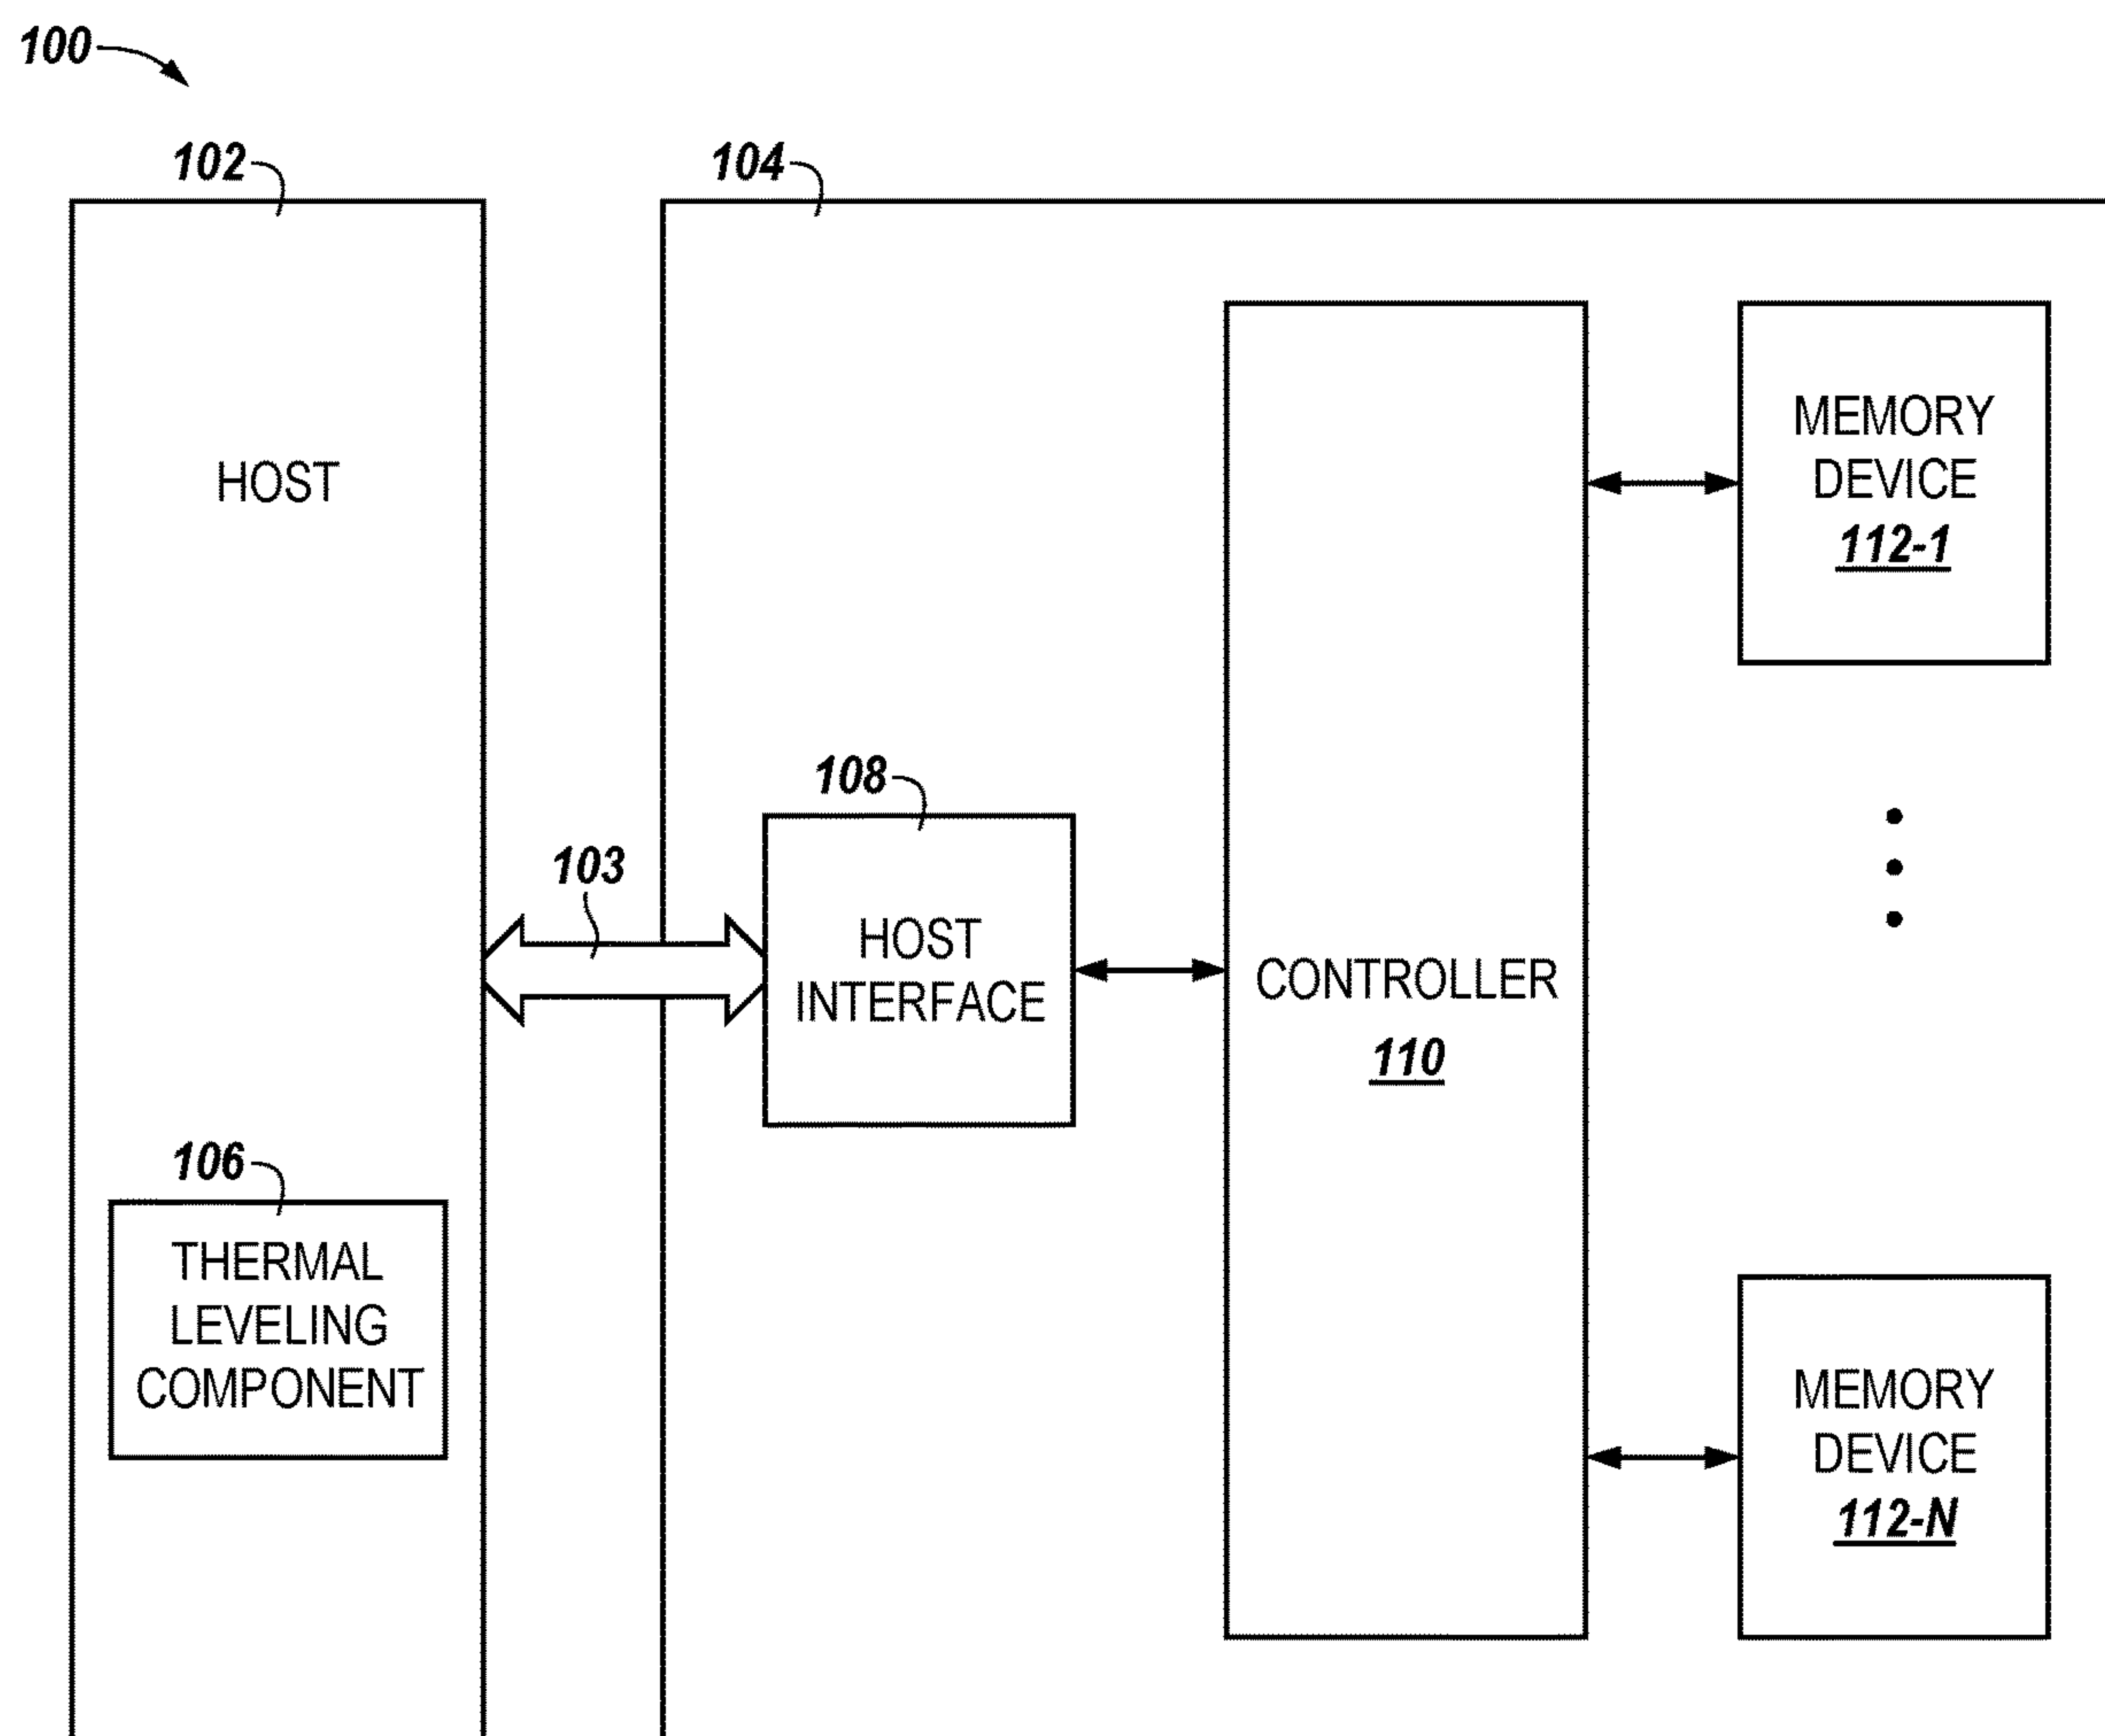 100
102
104
HOST
MEMORY
DEVICE
112-1
108
103
HOST
INTERFACE
CONTROLLER
110
106
THERMAL
LEVELING
COMPONENT
MEMORY
DEVICE
112-N